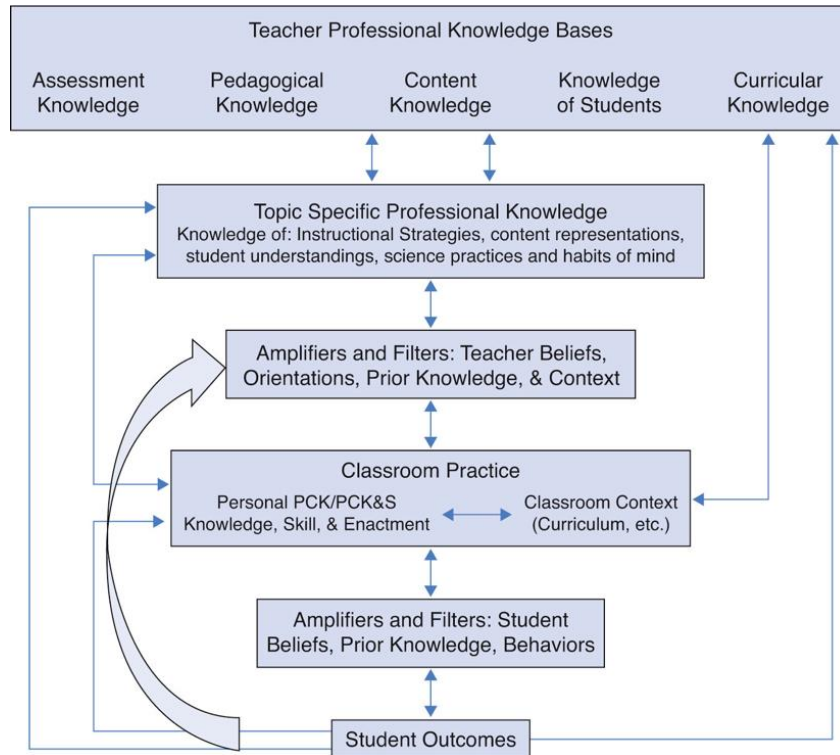 Teacher Professional Knowledge Bases
Assessment Knowledge
Pedagogical Knowledge
Content Knowledge
Knowledge of Students
Curricular Knowledge
Topic Specific Professional Knowledge
Knowledge of: Instructional Strategies, content representations,
student understandings, science practices and habits of mind
Amplifiers and Filters: Teacher Beliefs,
Orientations, Prior Knowledge, & Context
Classroom Practice
Personal PCK/PCK&S
Knowledge, Skill, & Enactment
Classroom Context
(Curriculum, etc.)
Amplifiers and Filters: Student
Beliefs, Prior Knowledge, Behaviors
Student Outcomes